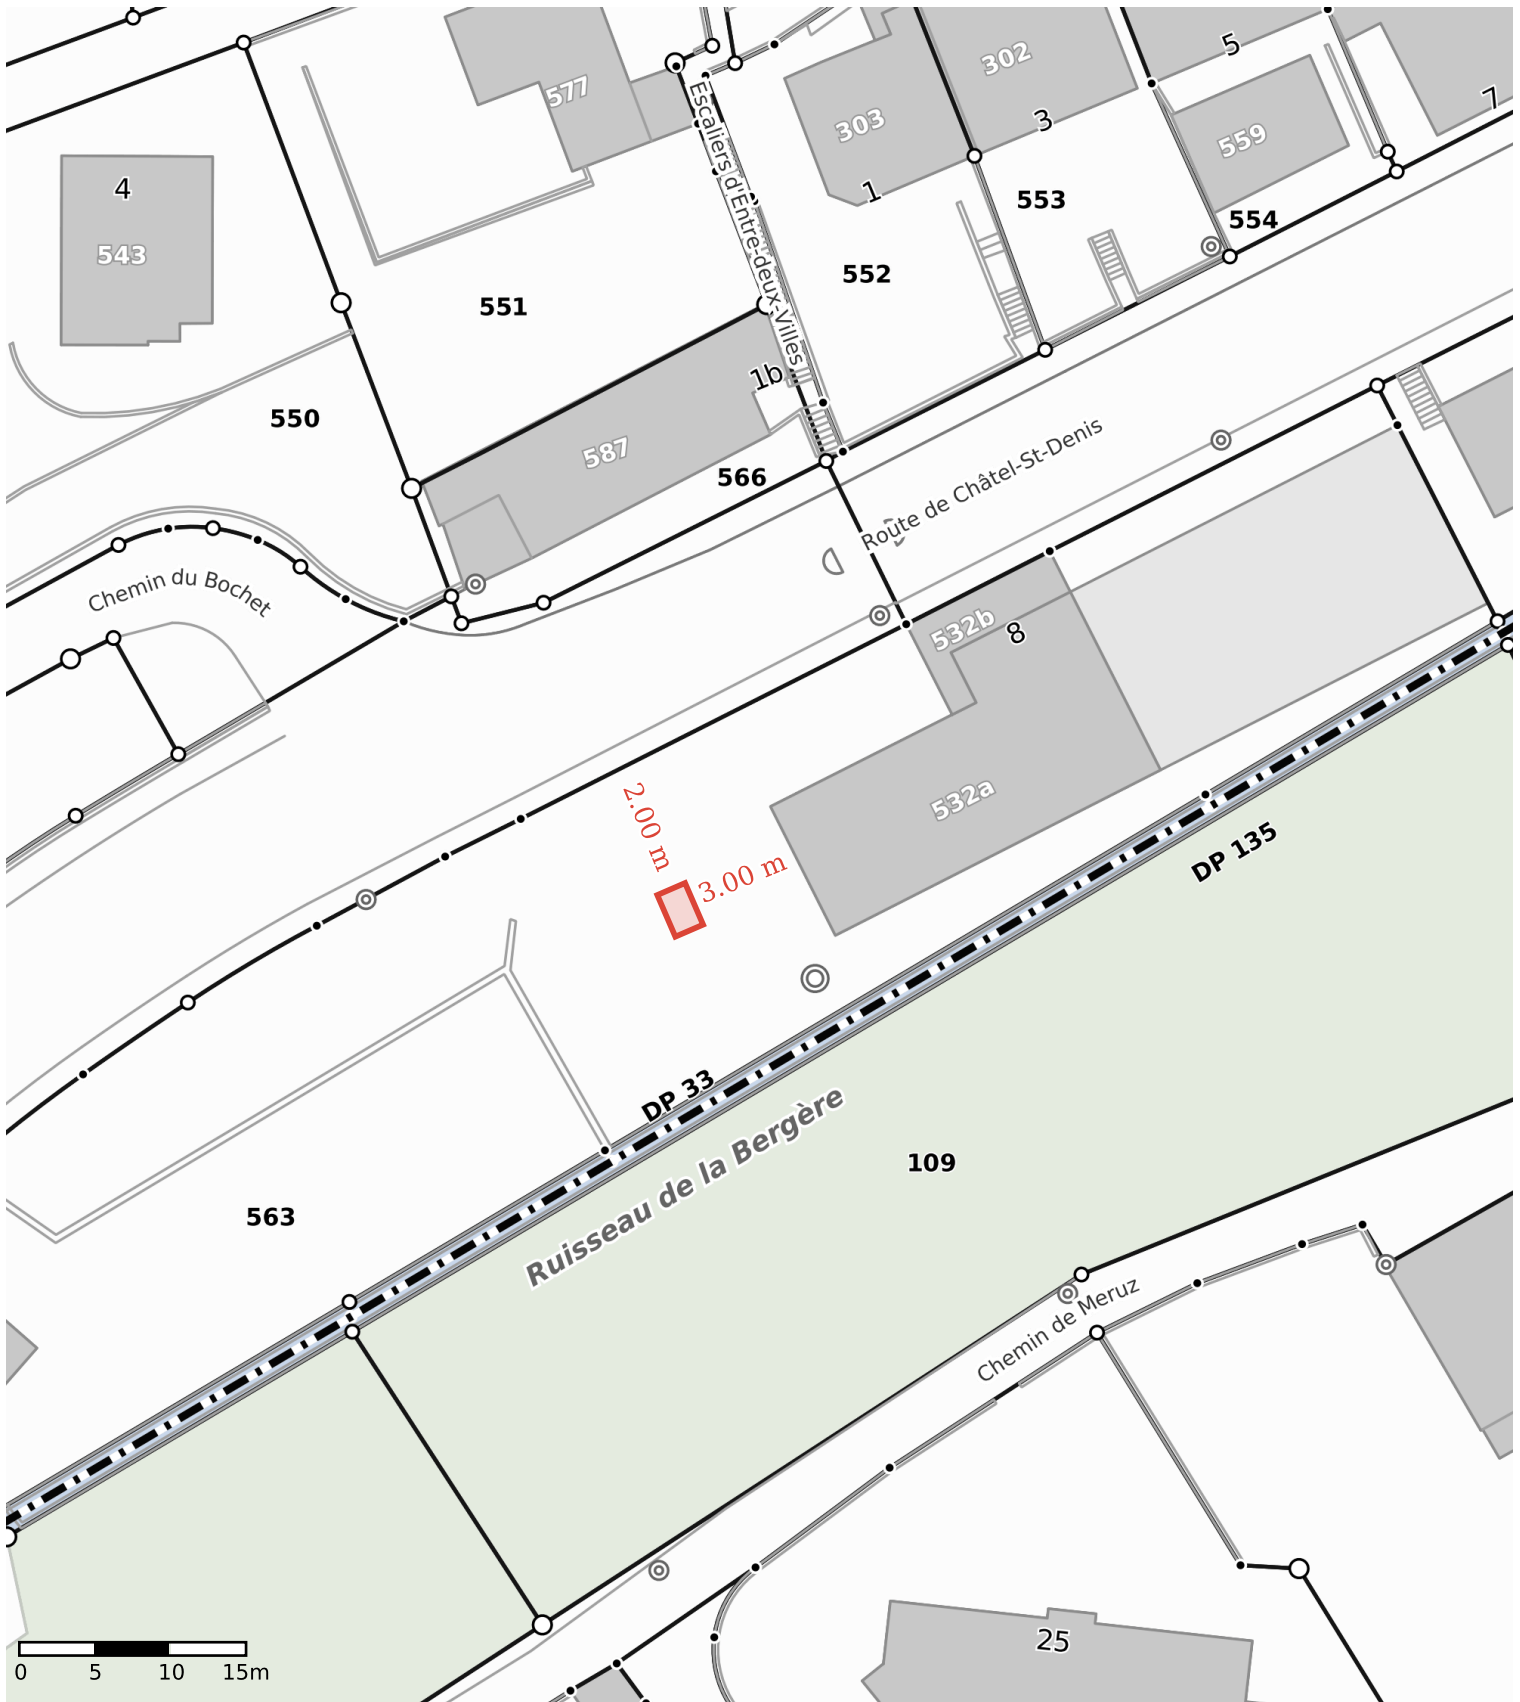 302
5
577
7
303
3
559
4
Escaliers d'Entre-deux-Villes
1
553
554
543
552
551
1b
550
587
566
Route de Châtel-St-Denis
Chemin du Bochet
532b
8
2.00 m
3.00 m
532a
DP 135
DP 33
Ruisseau de la Bergère
109
563
Chemin de Meruz
25
0 5 10 15m